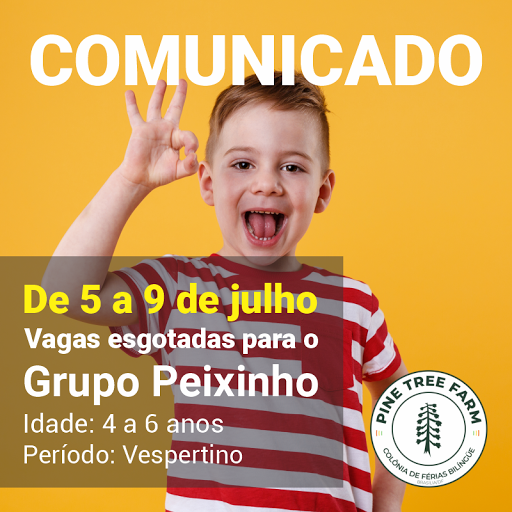 COMUNICADO
De 5 a 9 de julho
Vagas esgotadas para o
Grupo Peixinho
Idade: 4 a 6 anos
Período: Vespertino
PINE TREE FARM
COLÔNIA DE FÉRIAS BILÍNGÜE